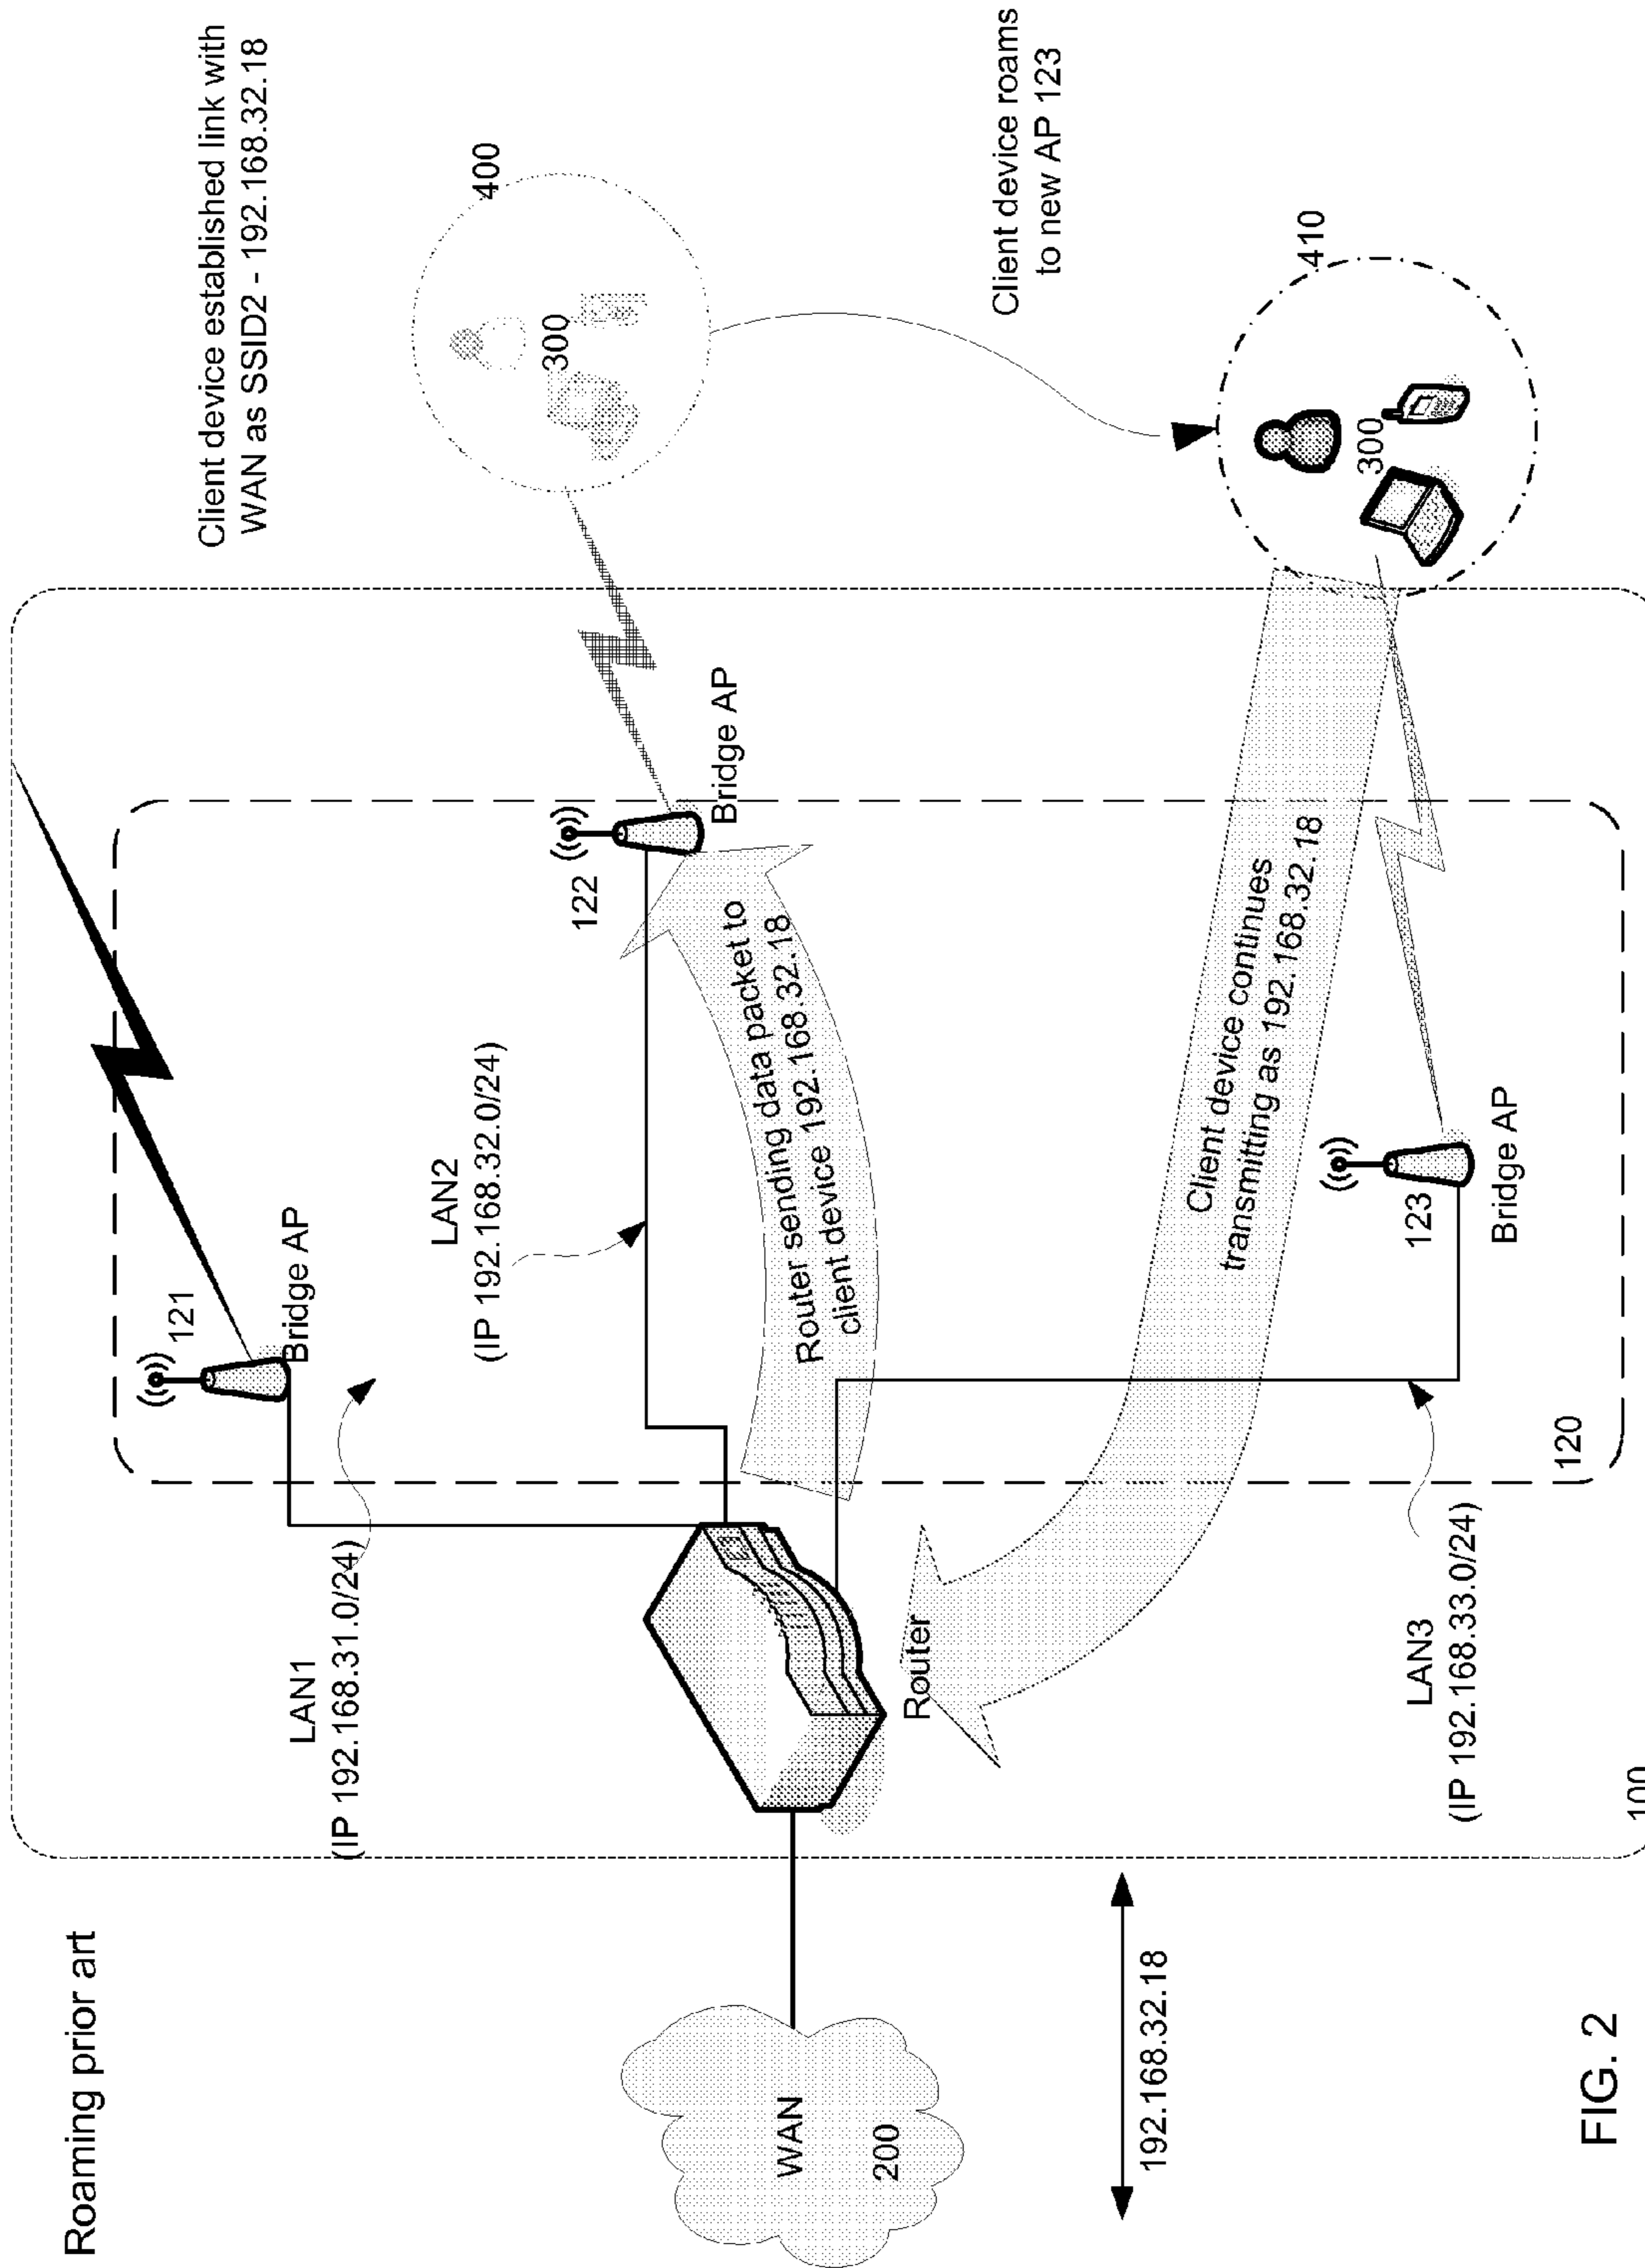 Roaming prior art
Client device established link with
WAN as SSID2 - 192.168.32.18
400
300
Client device roams
to new AP 123
410
300
121
Bridge AP
LAN1
(IP 192.168.31.0/24)
LAN2
(IP 192.168.32.0/24)
122
Bridge AP
Router sending data packet to
client device 192.168.32.18
Client device continues
transmitting as 192.168.32.18
Router
WAN
200
192.168.32.18
123
Bridge AP
LAN3
(IP 192.168.33.0/24)
120
100
FIG. 2